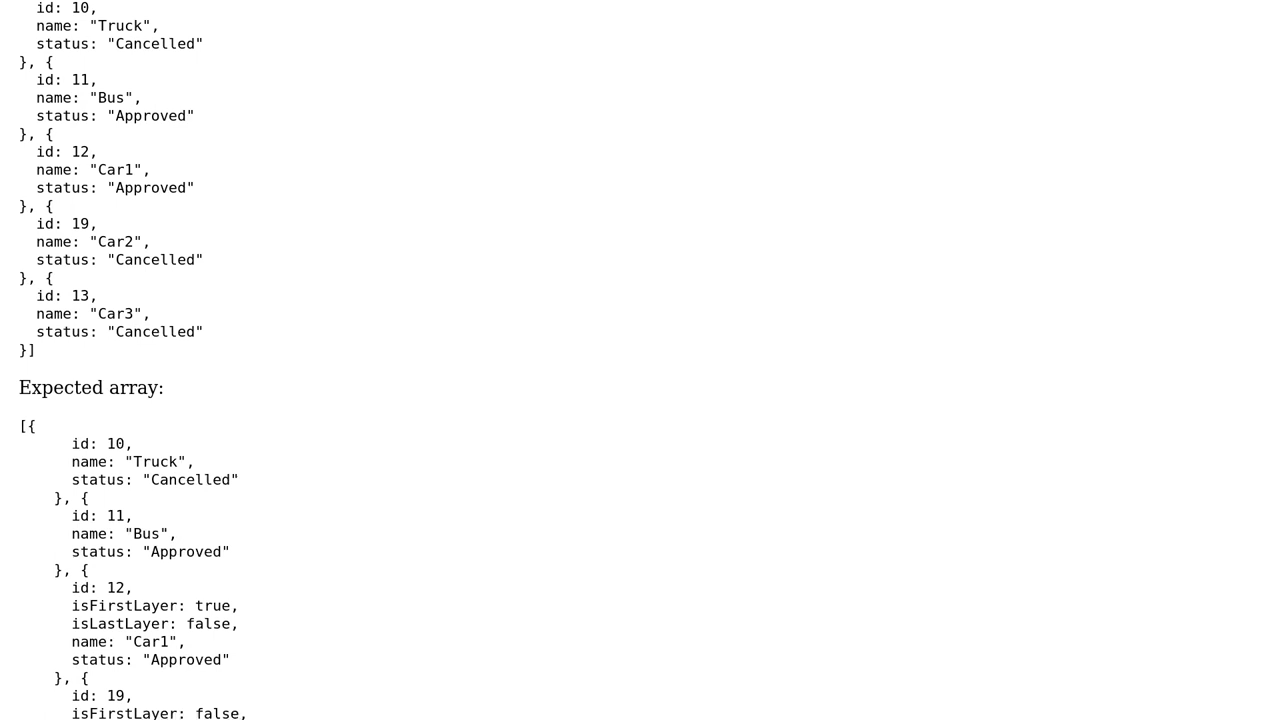 id: 10,
  name: "Truck",
  status: "Cancelled"
}, {
  id: 11,
  name: "Bus",
  status: "Approved"
}, {
  id: 12,
  name: "Car1",
  status: "Approved"
}, {
  id: 19,
  name: "Car2",
  status: "Cancelled"
}, {
  id: 13,
  name: "Car3",
  status: "Cancelled"
}]
Expected array:
[{
      id: 10,
      name: "Truck",
      status: "Cancelled"
    }, {
      id: 11,
      name: "Bus",
      status: "Approved"
    }, {
      id: 12,
      isFirstLayer: true,
      isLastLayer: false,
      name: "Car1",
      status: "Approved"
    }, {
      id: 19,
      isFirstLayer: false,